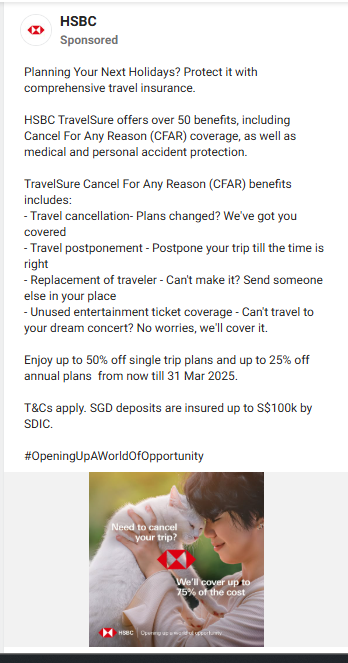 HSBC
Sponsored
Planning Your Next Holidays? Protect it with
comprehensive travel insurance.
HSBC TravelSure offers over 50 benefits, including
Cancel For Any Reason (CFAR) coverage, as well as
medical and personal accident protection.
TravelSure Cancel For Any Reason (CFAR) benefits
includes:
- Travel cancellation- Plans changed? We've got you
covered
- Travel postponement - Postpone your trip till the time is
right
- Replacement of traveler - Can't make it? Send someone
else in your place
- Unused entertainment ticket coverage - Can't travel to
your dream concert? No worries, we'll cover it.
Enjoy up to 50% off single trip plans and up to 25% off
annual plans  from now till 31 Mar 2025.
T&Cs apply. SGD deposits are insured up to S$100k by
SDIC.
#OpeningUpAWorldOfOpportunity
Need to cancel
your trip?
We'll cover up to
75% of the cost
HSBC | Opening up a world of opportunity